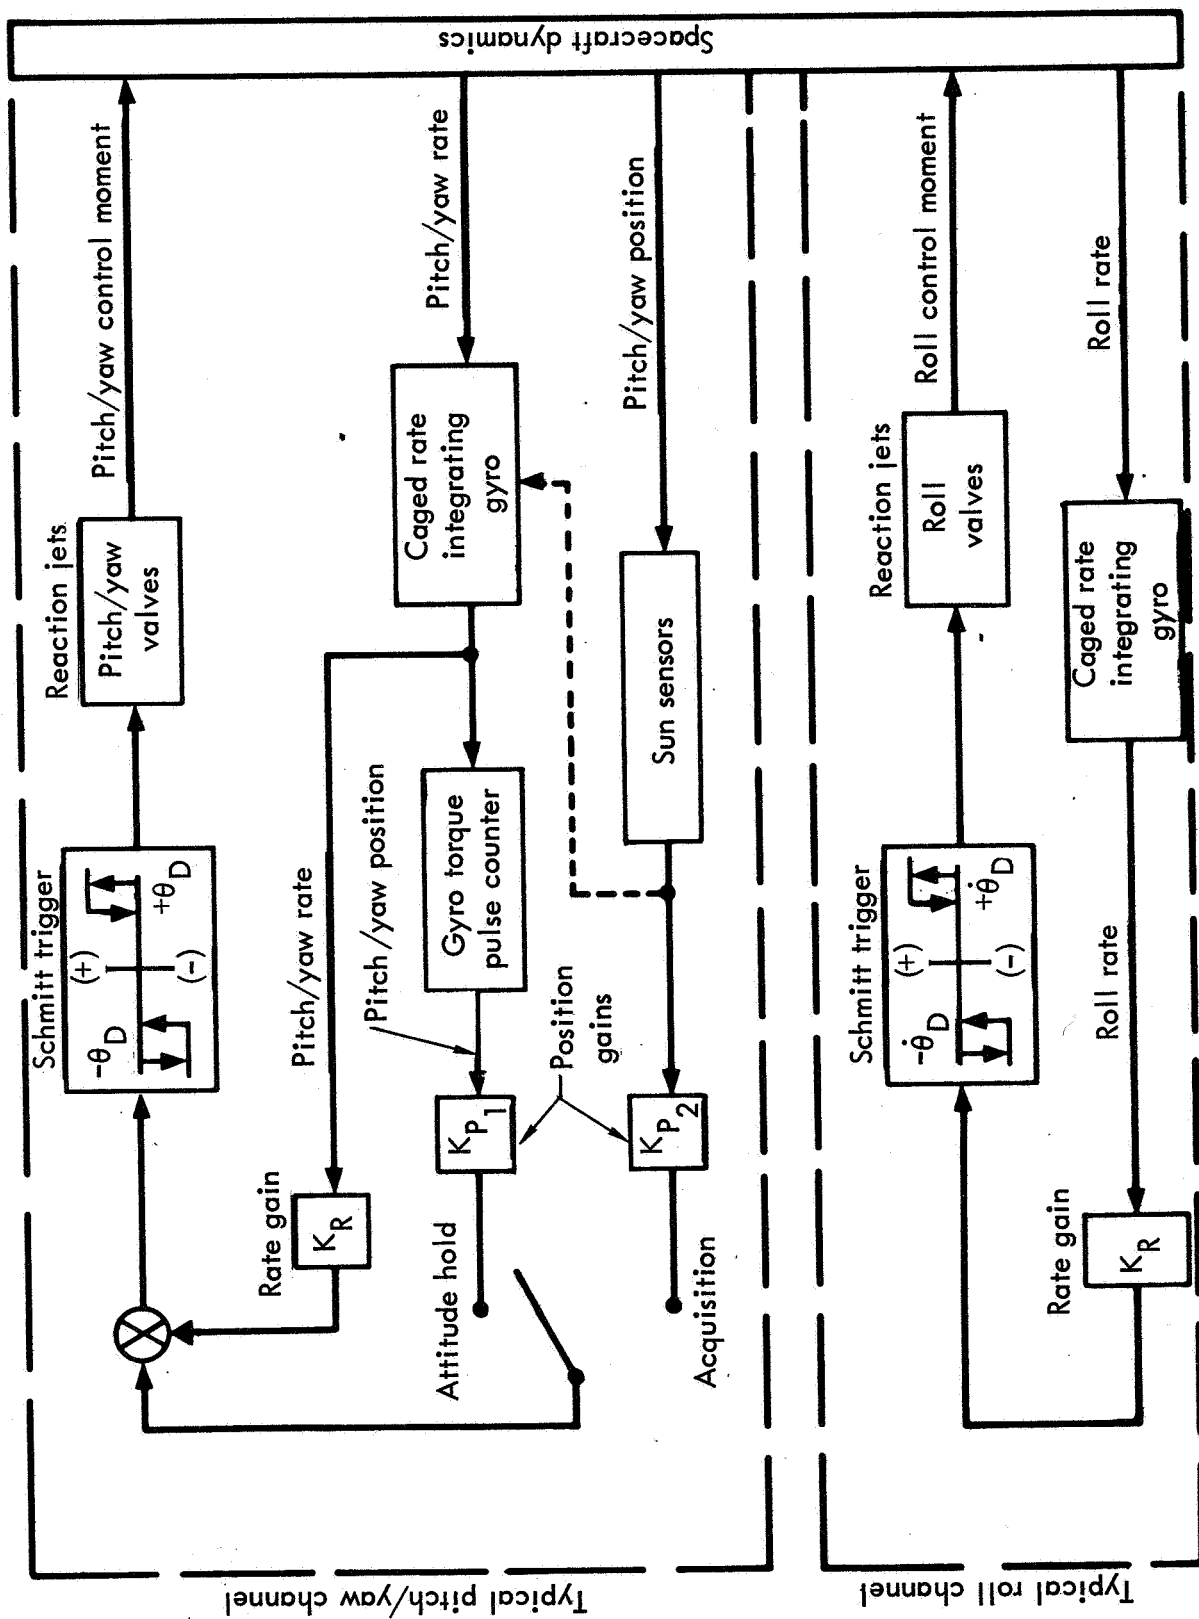 Spacecraft dynamics
Typical pitch/yaw channel
Schmitt trigger
-θD
(+)
(-)
+θD
Reaction jets
Pitch/yaw
valves
Pitch/yaw control moment
Rate gain
KR
Pitch/yaw rate
Attitude hold
KP1
Pitch/yaw position
Gyro torque
pulse counter
Caged rate
integrating
gyro
Pitch/yaw rate
Position
gains
Acquisition
KP2
Sun sensors
Pitch/yaw position
Typical roll channel
Schmitt trigger
-θ̇D
(+)
(-)
+θ̇D
Reaction jets
Roll
valves
Roll control moment
Rate gain
KR
Roll rate
Caged rate
integrating
gyro
Roll rate